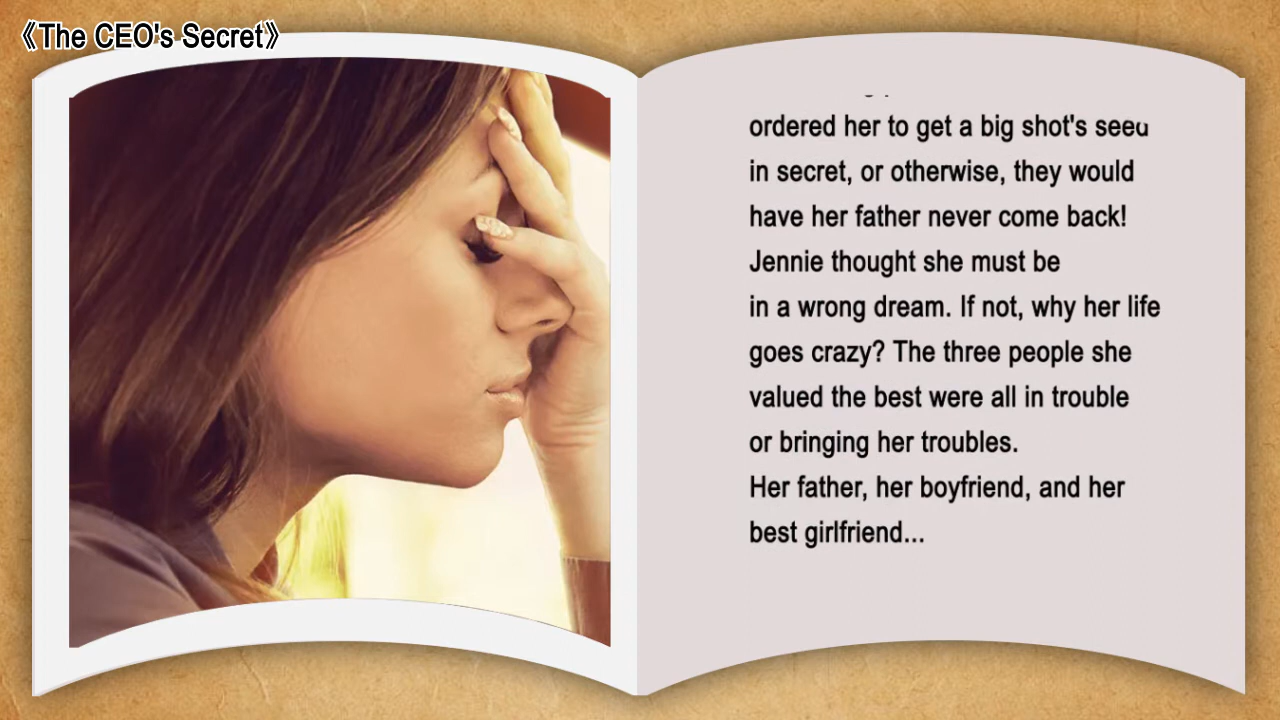 《The CEO's Secret》
ordered her to get a big shot's seed
in secret, or otherwise, they would
have her father never come back!
Jennie thought she must be
in a wrong dream. If not, why her life
goes crazy? The three people she
valued the best were all in trouble
or bringing her troubles.
Her father, her boyfriend, and her
best girlfriend...